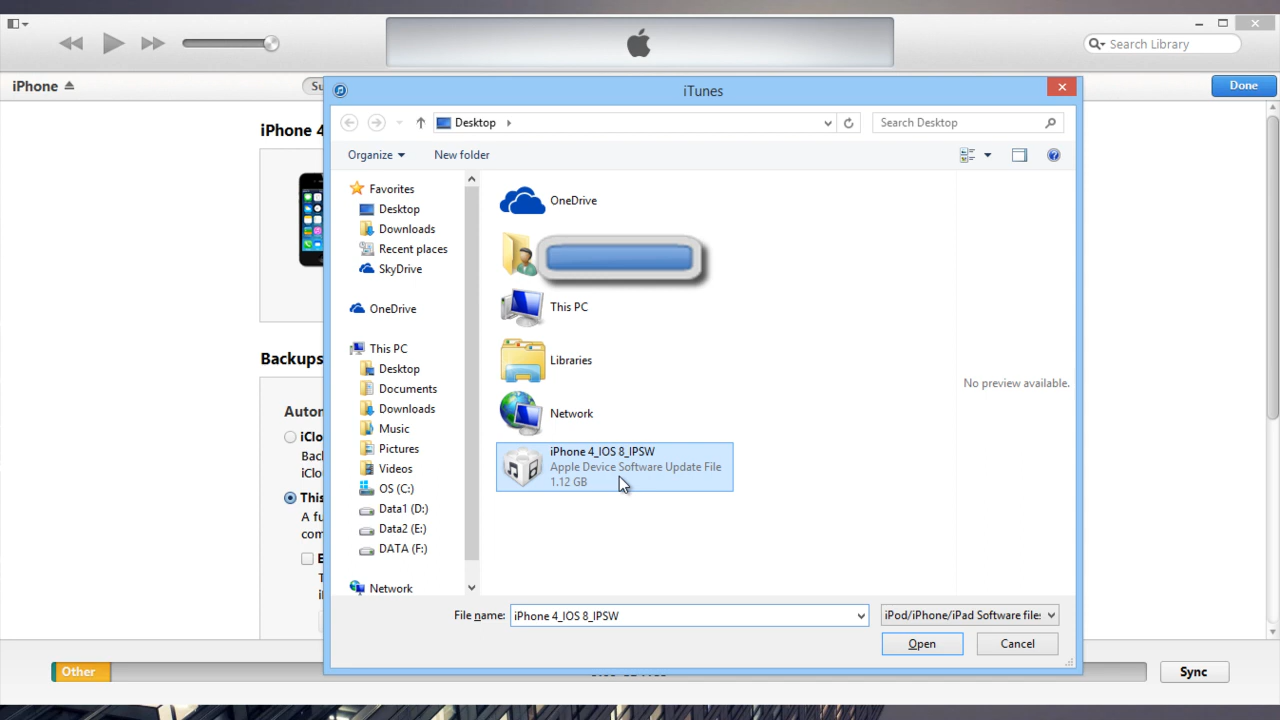 Search Library
iPhone
Su
Done
iTunes
Desktop
Search Desktop
Organize
New folder
iPhone 4
Backups
Autom
iClo
Bac
iClo
This
A fu
com
E
Favorites
Desktop
Downloads
Recent places
SkyDrive
OneDrive
This PC
Desktop
Documents
Downloads
Music
Pictures
Videos
OS (C:)
Data1 (D:)
Data2 (E:)
DATA (F:)
Network
OneDrive
This PC
Libraries
Network
iPhone 4_IOS 8_IPSW
Apple Device Software Update File
1.12 GB
No preview available.
File name:
iPhone 4_IOS 8_IPSW
iPod/iPhone/iPad Software file:
Open
Cancel
Other
Sync